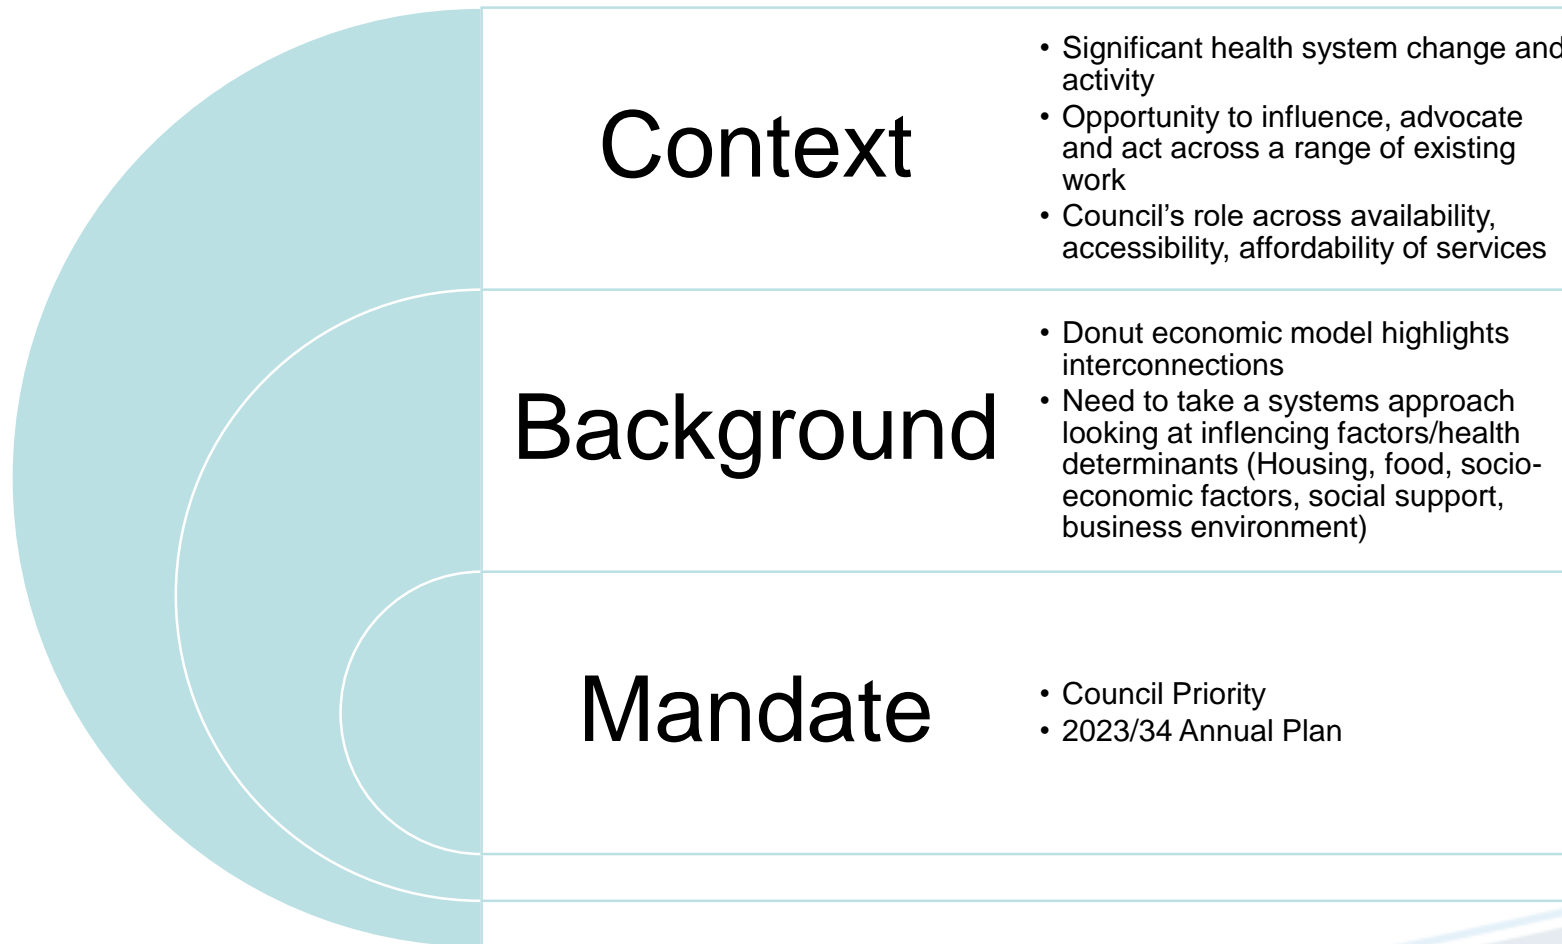 Context
• Significant health system change and
activity
• Opportunity to influence, advocate
and act across a range of existing
work
• Council’s role across availability,
accessibility, affordability of services
Background
• Donut economic model highlights
interconnections
• Need to take a systems approach
looking at inflencing factors/health
determinants (Housing, food, socio-
economic factors, social support,
business environment)
Mandate
• Council Priority
• 2023/34 Annual Plan